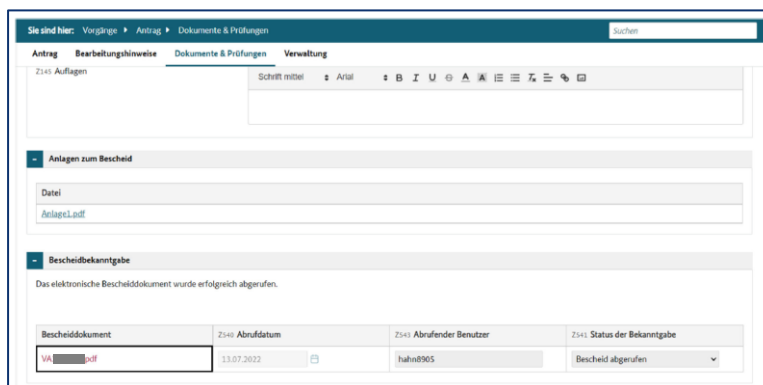 Sie sind hier: Vorgänge Antrag Dokumente & Prüfungen Suchen
Antrag Bearbeitungshinweise Dokumente & Prüfungen Verwaltung
Z145 Auflagen Schrift mittel Arial B I U
Anlagen zum Bescheid
Datei
Anlage1.pdf
Bescheidbekanntgabe
Das elektronische Bescheiddokument wurde erfolgreich abgerufen.
Bescheiddokument Z540 Abrufdatum Z543 Abrufender Benutzer Z541 Status der Bekanntgabe
VA pdf 13.07.2022 hahn8905 Bescheid abgerufen